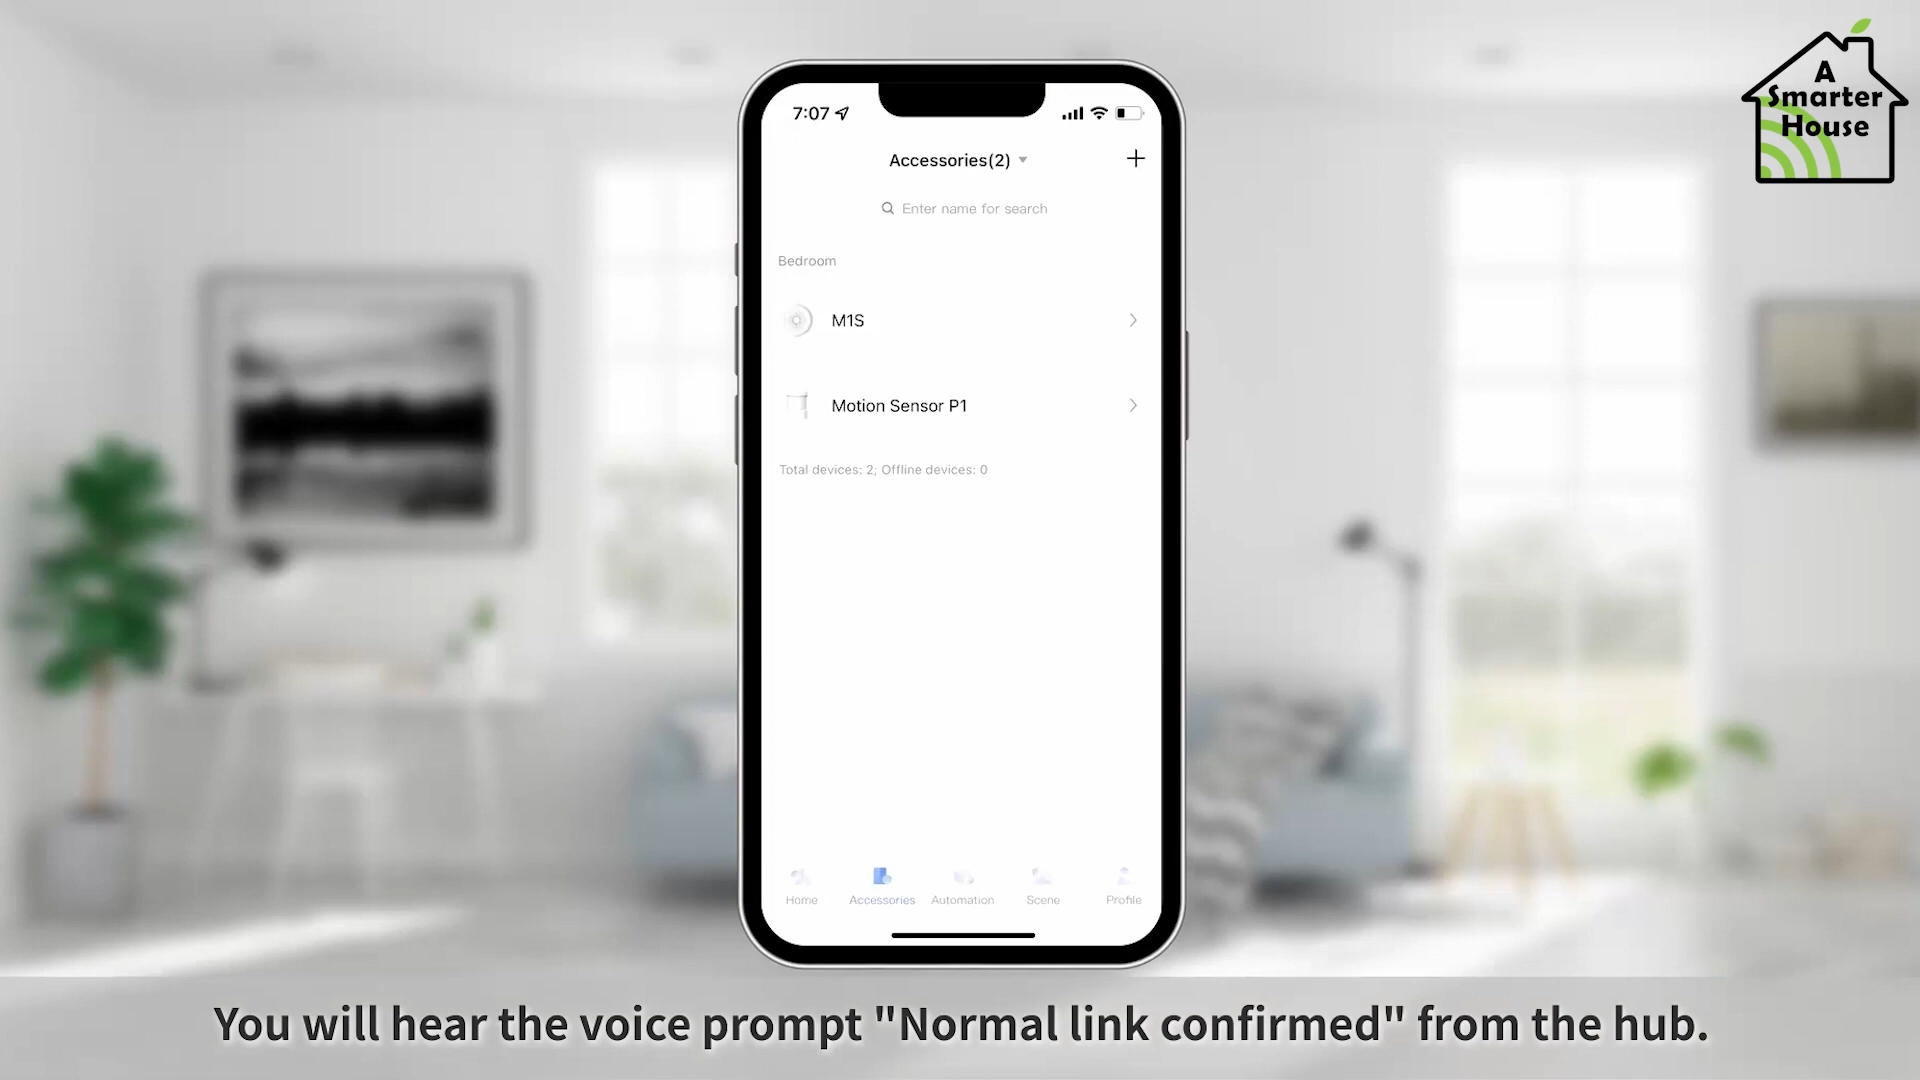 A
Smarter
House
7:07
Accessories(2)
+
Enter name for search
Bedroom
M1S
Motion Sensor P1
Total devices: 2; Offline devices: 0
Home
Accessories
Automation
Scene
Profile
You will hear the voice prompt "Normal link confirmed" from the hub.